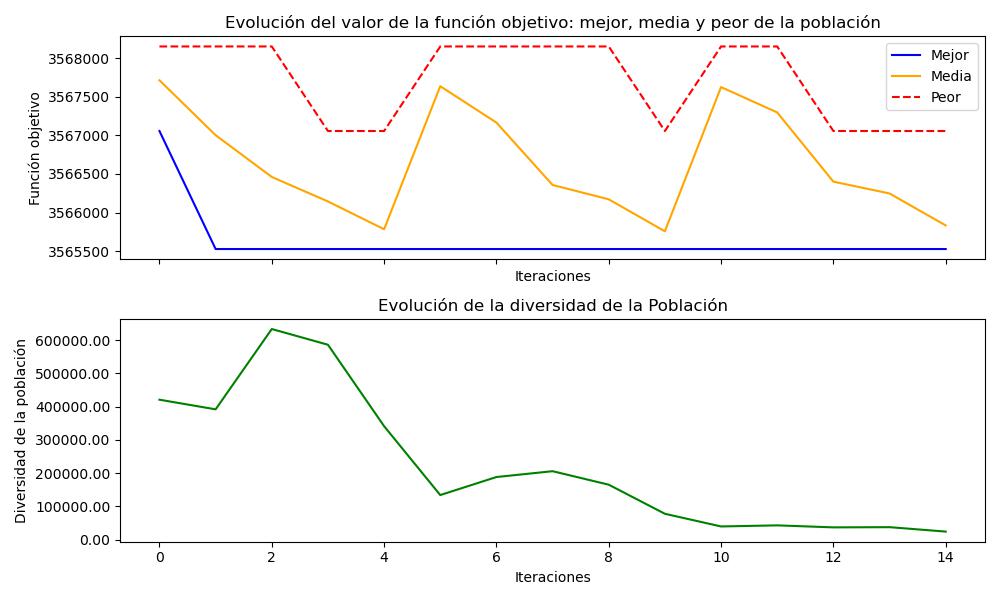 Evolución del valor de la función objetivo: mejor, media y peor de la población
Función objetivo
3568000
3567500
3567000
3566500
3566000
3565500
Mejor
Media
Peor
Iteraciones
Evolución de la diversidad de la Población
Diversidad de la población
600000.00
500000.00
400000.00
300000.00
200000.00
100000.00
0.00
0 2 4 6 8 10 12 14
Iteraciones